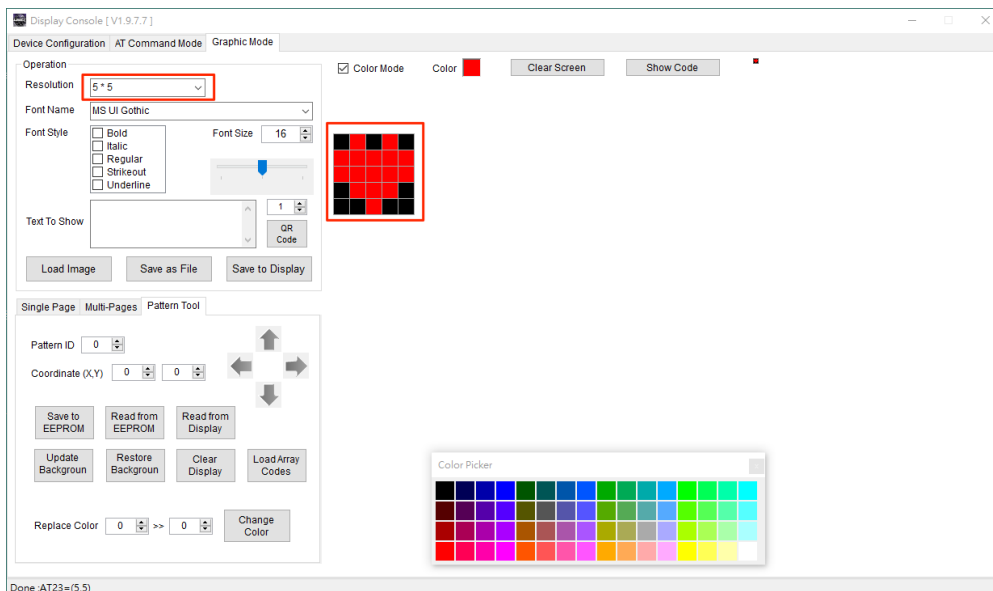 Display Console [ V1.9.7.7 ]
Device Configuration AT Command Mode Graphic Mode
Operation
Color Mode Color Clear Screen Show Code
Resolution 5 * 5
Font Name MS UI Gothic
Font Style Bold Font Size 16
Italic
Regular
Strikeout
Underline
Text To Show 1
QR
Code
Load Image Save as File Save to Display
Single Page Multi-Pages Pattern Tool
Pattern ID 0
Coordinate (X,Y) 0 0
Save to
EEPROM
Read from
EEPROM
Read from
Display
Update
Backgroun
Restore
Backgroun
Clear
Display
Load Array
Codes
Color Picker
Replace Color 0 >> 0 Change
Color
Done :AT23=(5,5)